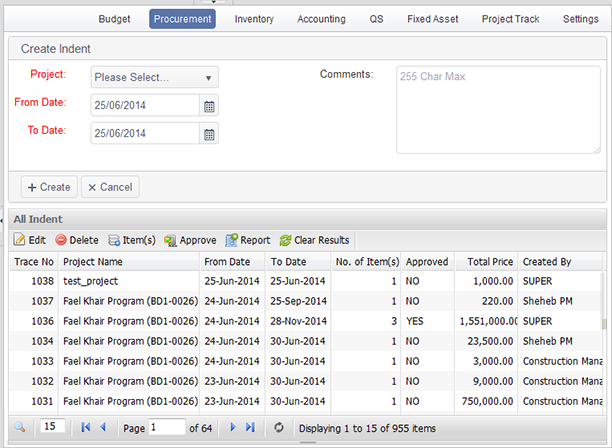 Budget Procurement Inventory Accounting QS Fixed Asset Project Track Settings
Create Indent
Project: Please Select... Comments: 255 Char Max
From Date: 25/06/2014
To Date: 25/06/2014
+ Create × Cancel
All Indent
Edit Delete Item(s) Approve Report Clear Results
Trace No Project Name From Date To Date No. of Item(s) Approved Total Price Created By
1038 test_project 25-Jun-2014 25-Jun-2014 1 NO 1,000.00 SUPER
1037 Fael Khair Program (BD1-0026) 24-Jun-2014 25-Sep-2014 1 NO 220.00 Sheheb PM
1036 Fael Khair Program (BD1-0026) 24-Jun-2014 28-Nov-2014 3 YES 1,551,000.00 SUPER
1034 Fael Khair Program (BD1-0026) 24-Jun-2014 30-Jun-2014 1 NO 23,500.00 Sheheb PM
1033 Fael Khair Program (BD1-0026) 24-Jun-2014 30-Jun-2014 1 NO 3,000.00 Construction Mana
1032 Fael Khair Program (BD1-0026) 23-Jun-2014 30-Jun-2014 1 NO 9,000.00 Construction Mana
1031 Fael Khair Program (BD1-0026) 23-Jun-2014 30-Jun-2014 1 NO 750,000.00 Construction Mana
15 Page 1 of 64 Displaying 1 to 15 of 955 items